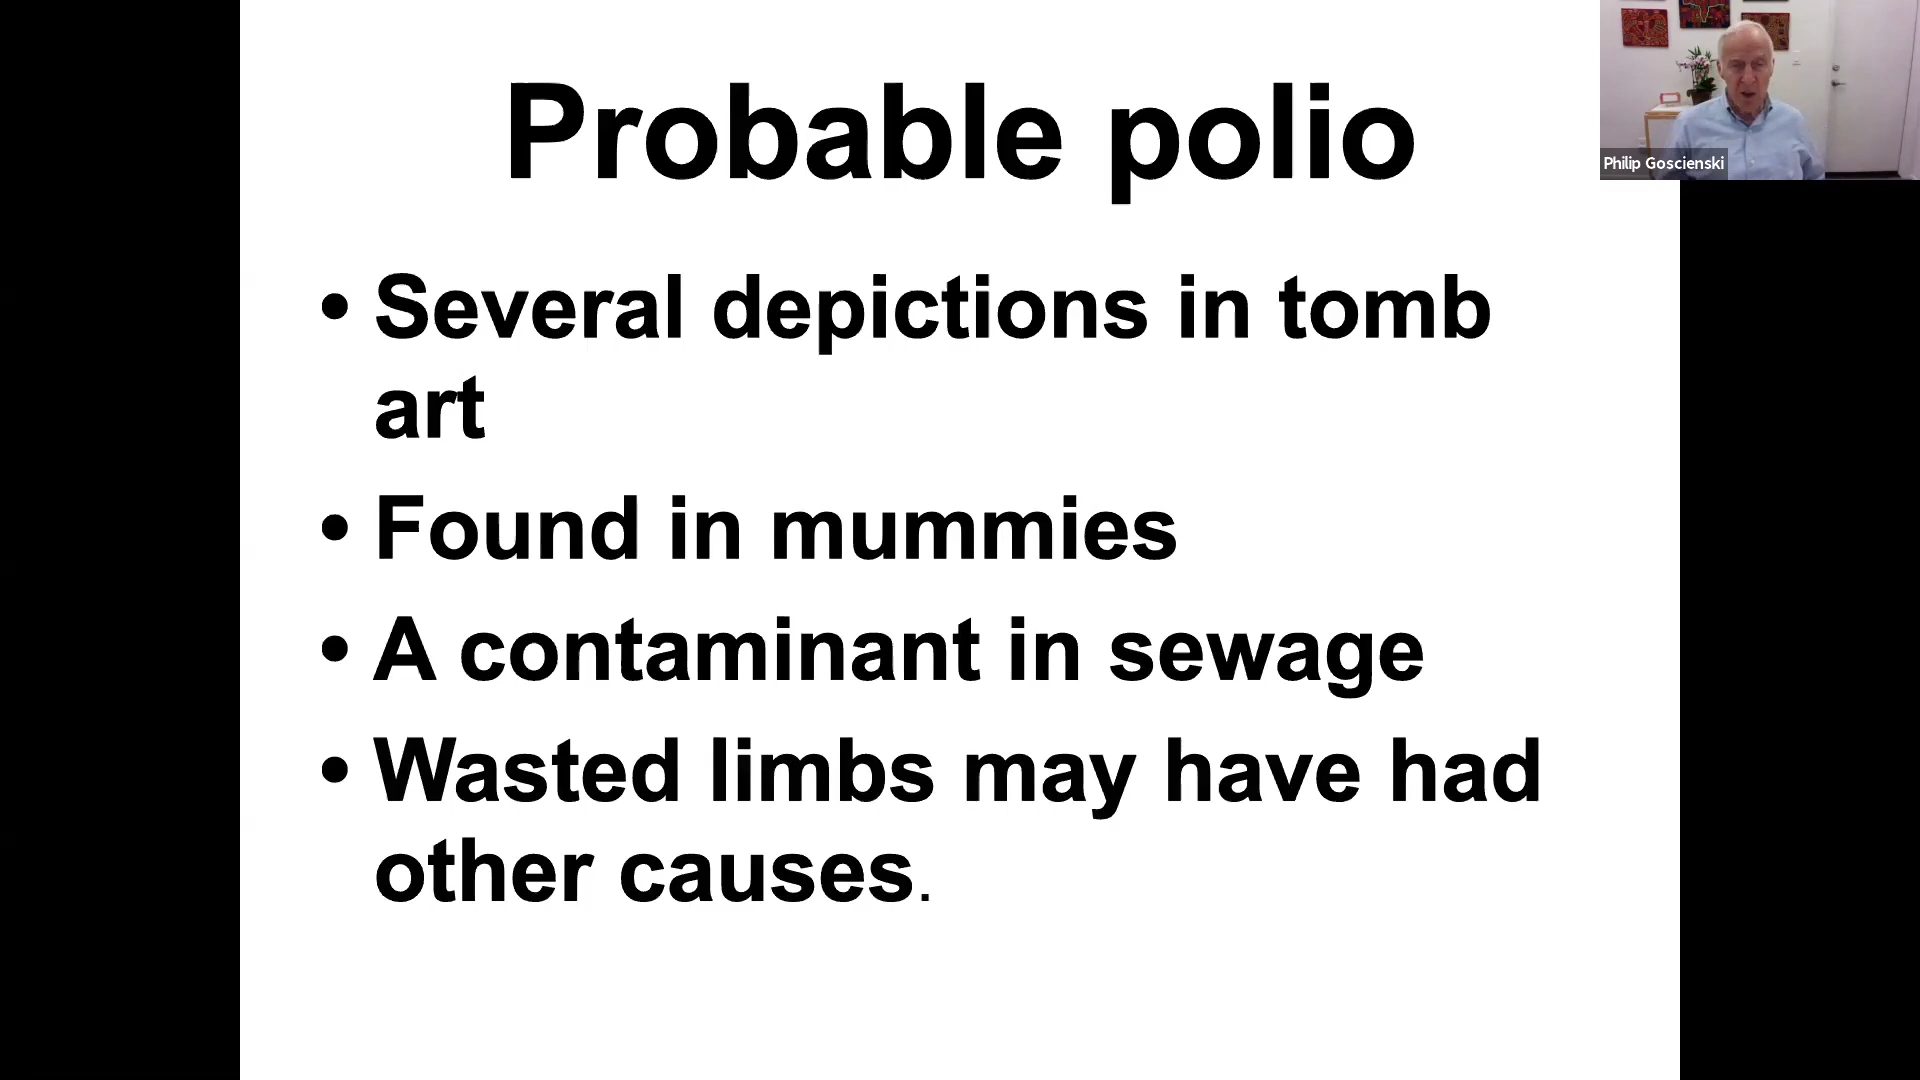 Probable polio
• Several depictions in tomb
art
• Found in mummies
• A contaminant in sewage
• Wasted limbs may have had
other causes.
Philip Goscienski